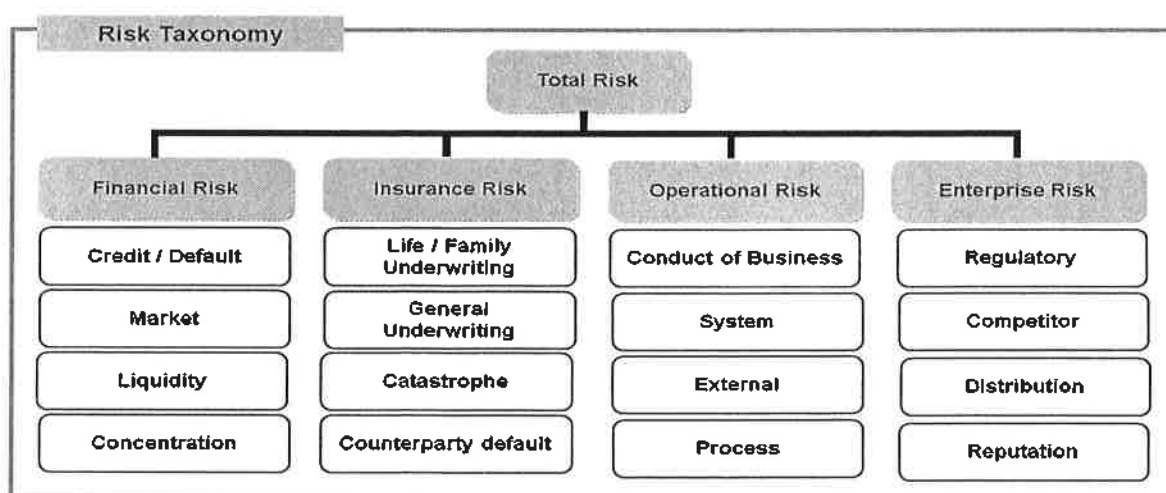 Risk Taxonomy
Total Risk
Financial Risk
Credit / Default
Market
Liquidity
Concentration
Insurance Risk
Life / Family
Underwriting
General
Underwriting
Catastrophe
Counterparty default
Operational Risk
Conduct of Business
System
External
Process
Enterprise Risk
Regulatory
Competitor
Distribution
Reputation